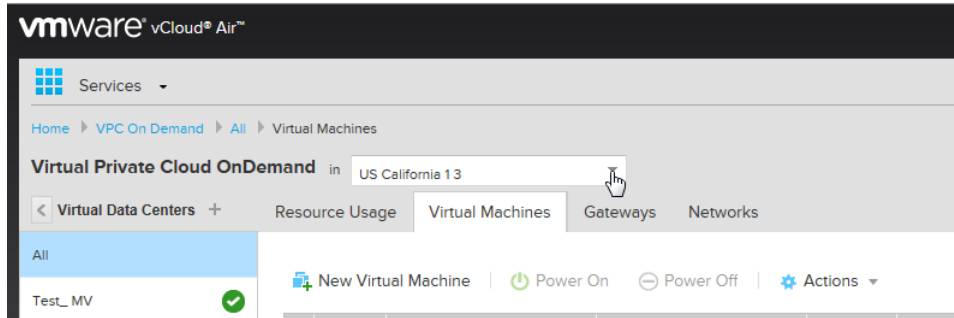 vmware® vCloud® Air™
Services
Home VPC On Demand All Virtual Machines
Virtual Private Cloud OnDemand in US California 1 3
Virtual Data Centers + Resource Usage Virtual Machines Gateways Networks
All
New Virtual Machine Power On Power Off Actions
Test_ MV